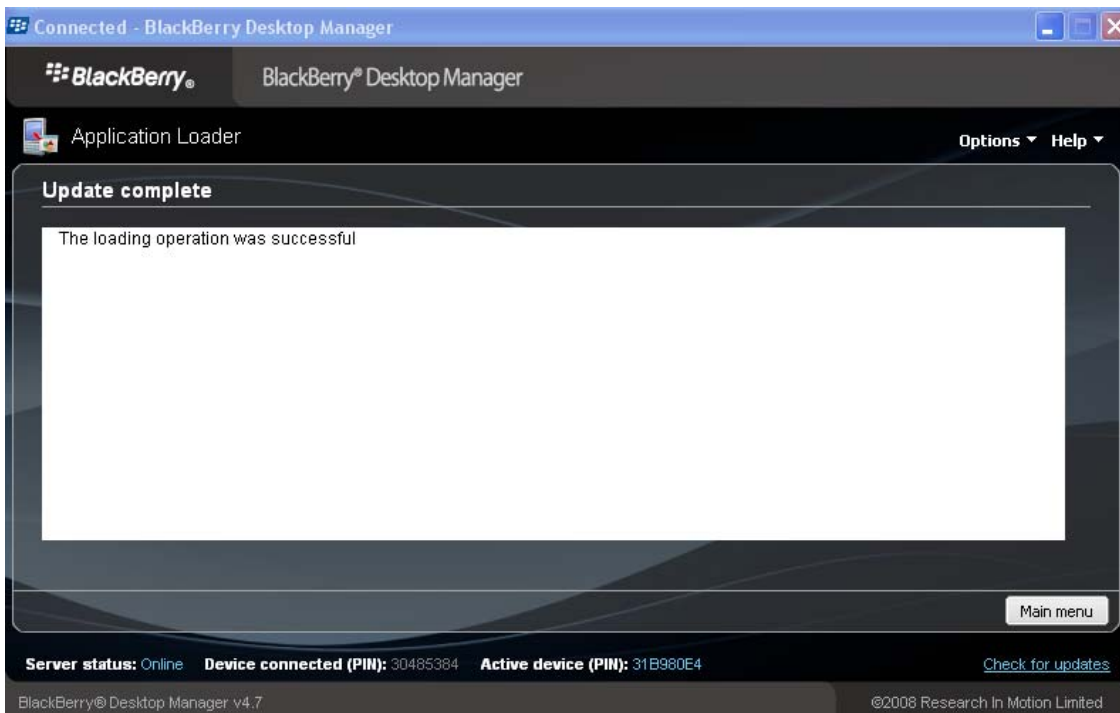 Connected - BlackBerry Desktop Manager
BlackBerry® BlackBerry® Desktop Manager
Application Loader Options Help
Update complete
The loading operation was successful
Main menu
Server status: Online Device connected (PIN): 30485384 Active device (PIN): 31B980E4 Check for updates
BlackBerry® Desktop Manager v4.7 ©2008 Research In Motion Limited